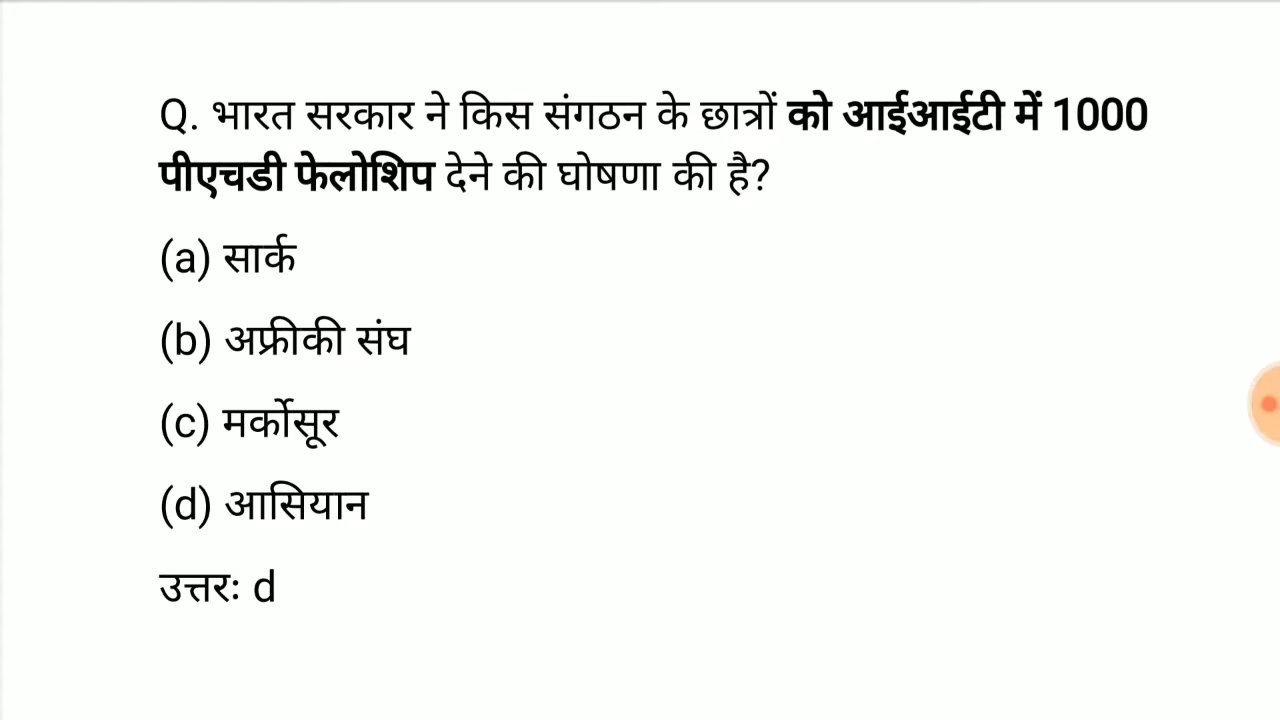 Q. भारत सरकार ने किस संगठन के छात्रों को आईआईटी में 1000
पीएचडी फेलोशिप देने की घोषणा की है?
(a) सार्क
(b) अफ्रीकी संघ
(c) मर्कोसूर
(d) आसियान
उत्तरः d